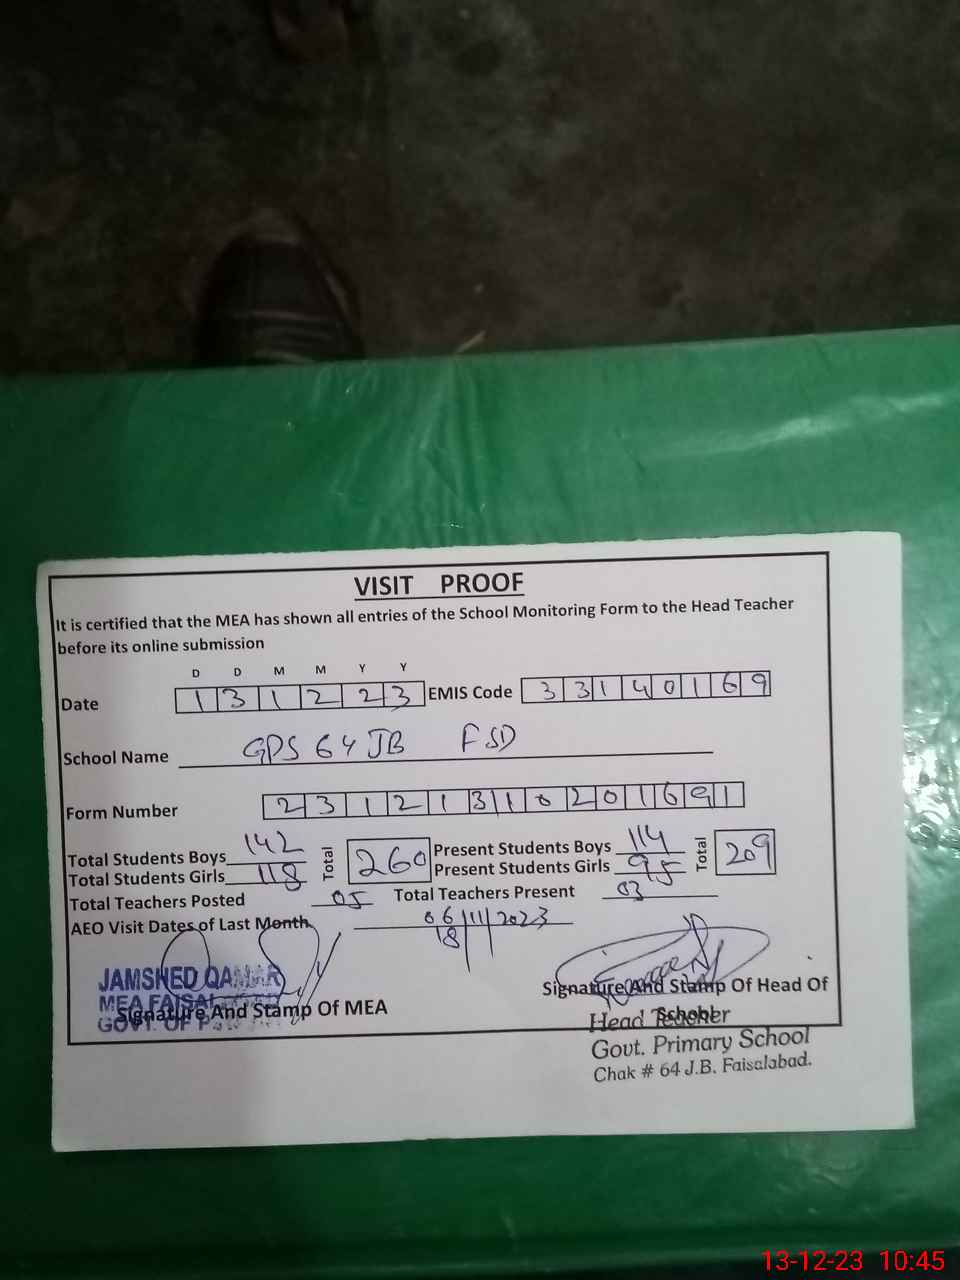 VISIT PROOF
It is certified that the MEA has shown all entries of the School Monitoring Form to the Head Teacher
before its online submission
D D M M Y Y
Date 1 3 1 2 2 3 EMIS Code 3 3 1 4 0 1 6 9
School Name GPS 64 JB FSD
Form Number 2 3 1 2 1 3 1 0 2 0 1 6 9 1
Total Students Boys 142 Total 260 Present Students Boys 114 Total 209
Total Students Girls 118 Present Students Girls 95
Total Teachers Posted 05 Total Teachers Present 03
AEO Visit Dates of Last Month 06/11/2023
18
JAMSHED QAMAR
MEA FAISAL
GOVT. OF
Signature And Stamp Of MEA
Signature And Stamp Of Head Of
School
Head Teacher
Govt. Primary School
Chak # 64 J.B. Faisalabad.
13-12-23 10:45